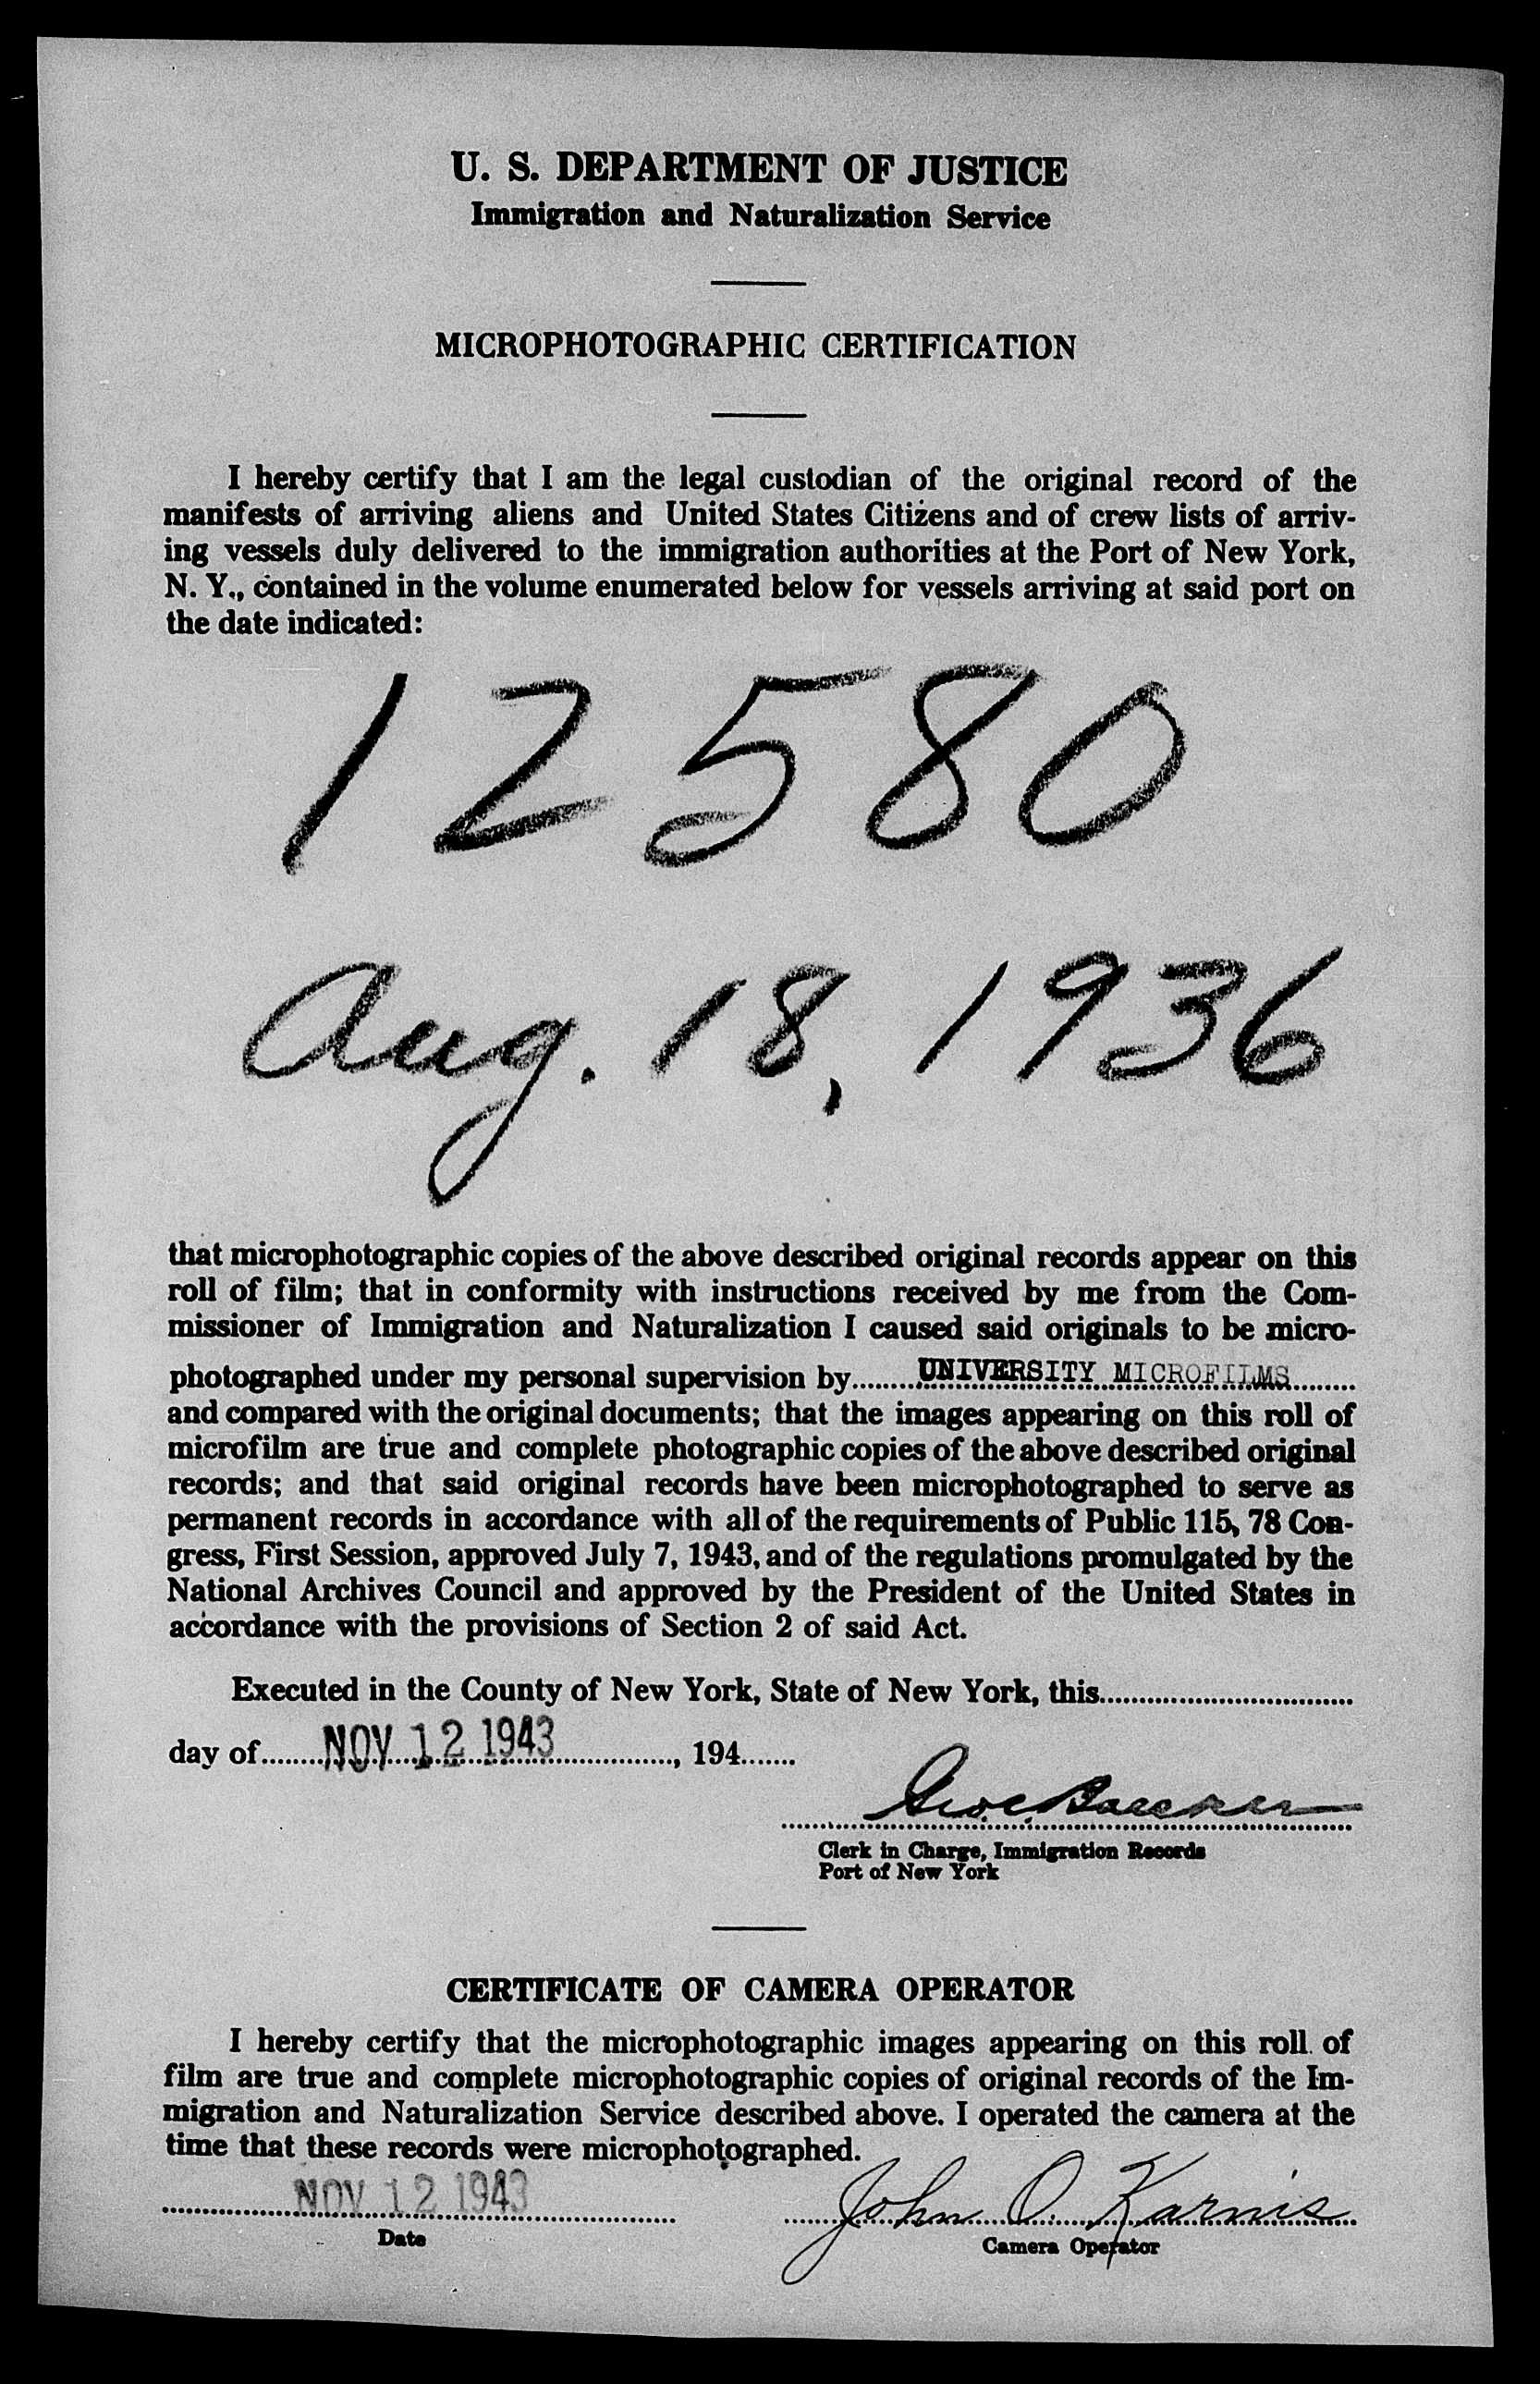 U. S. DEPARTMENT OF JUSTICE
Immigration and Naturalization Service
MICROPHOTOGRAPHIC CERTIFICATION
I hereby certify that I am the legal custodian of the original record of the
manifests of arriving aliens and United States Citizens and of crew lists of arriv-
ing vessels duly delivered to the immigration authorities at the Port of New York,
N. Y., contained in the volume enumerated below for vessels arriving at said port on
the date indicated:
12580
Aug. 18, 1936
that microphotographic copies of the above described original records appear on this
roll of film; that in conformity with instructions received by me from the Com-
missioner of Immigration and Naturalization I caused said originals to be micro-
photographed under my personal supervision by........UNIVERSITY MICROFILMS........
and compared with the original documents; that the images appearing on this roll of
microfilm are true and complete photographic copies of the above described original
records; and that said original records have been microphotographed to serve as
permanent records in accordance with all of the requirements of Public 115, 78 Con-
gress, First Session, approved July 7, 1943, and of the regulations promulgated by the
National Archives Council and approved by the President of the United States in
accordance with the provisions of Section 2 of said Act.
Executed in the County of New York, State of New York, this................................
day of........NOV 12 1943................, 194.......
Clerk in Charge, Immigration Records
Port of New York
CERTIFICATE OF CAMERA OPERATOR
I hereby certify that the microphotographic images appearing on this roll of
film are true and complete microphotographic copies of original records of the Im-
migration and Naturalization Service described above. I operated the camera at the
time that these records were microphotographed.
NOV 12 1943 John O. Karnis
Date Camera Operator